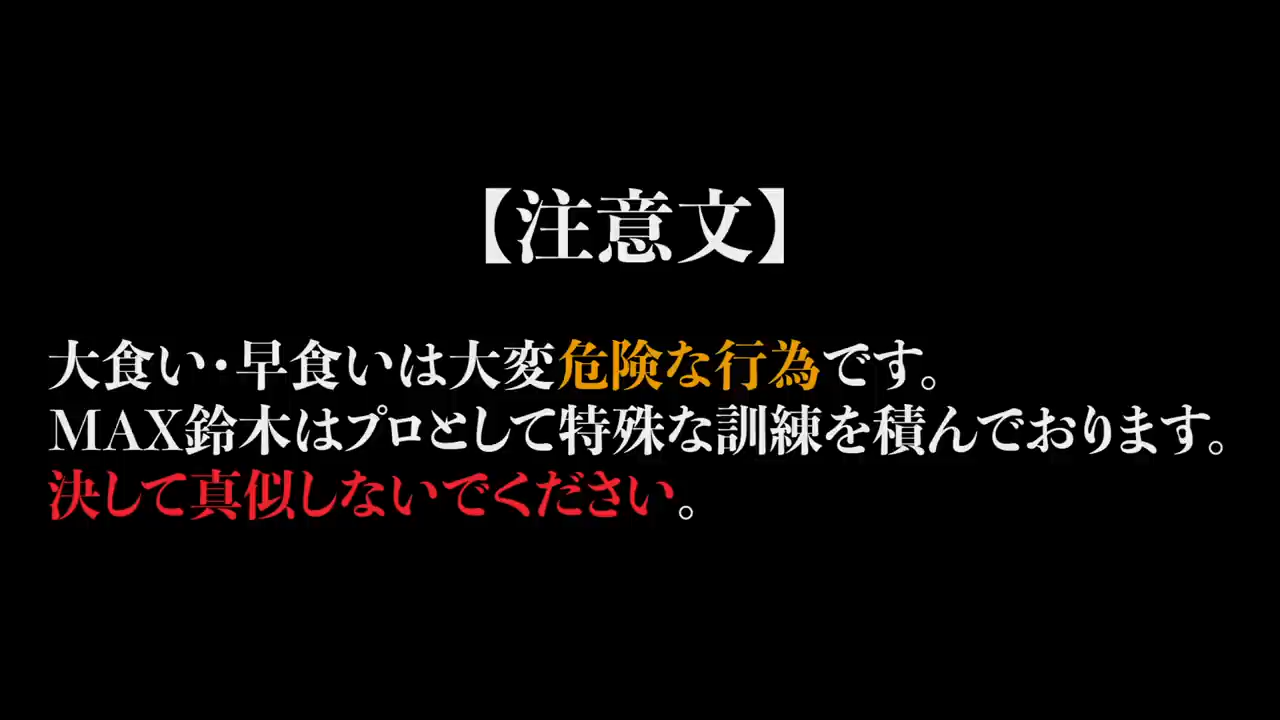 【注意文】
大食い・早食いは大変危険な行為です。
MAX鈴木はプロとして特殊な訓練を積んでおります。
決して真似しないでください。